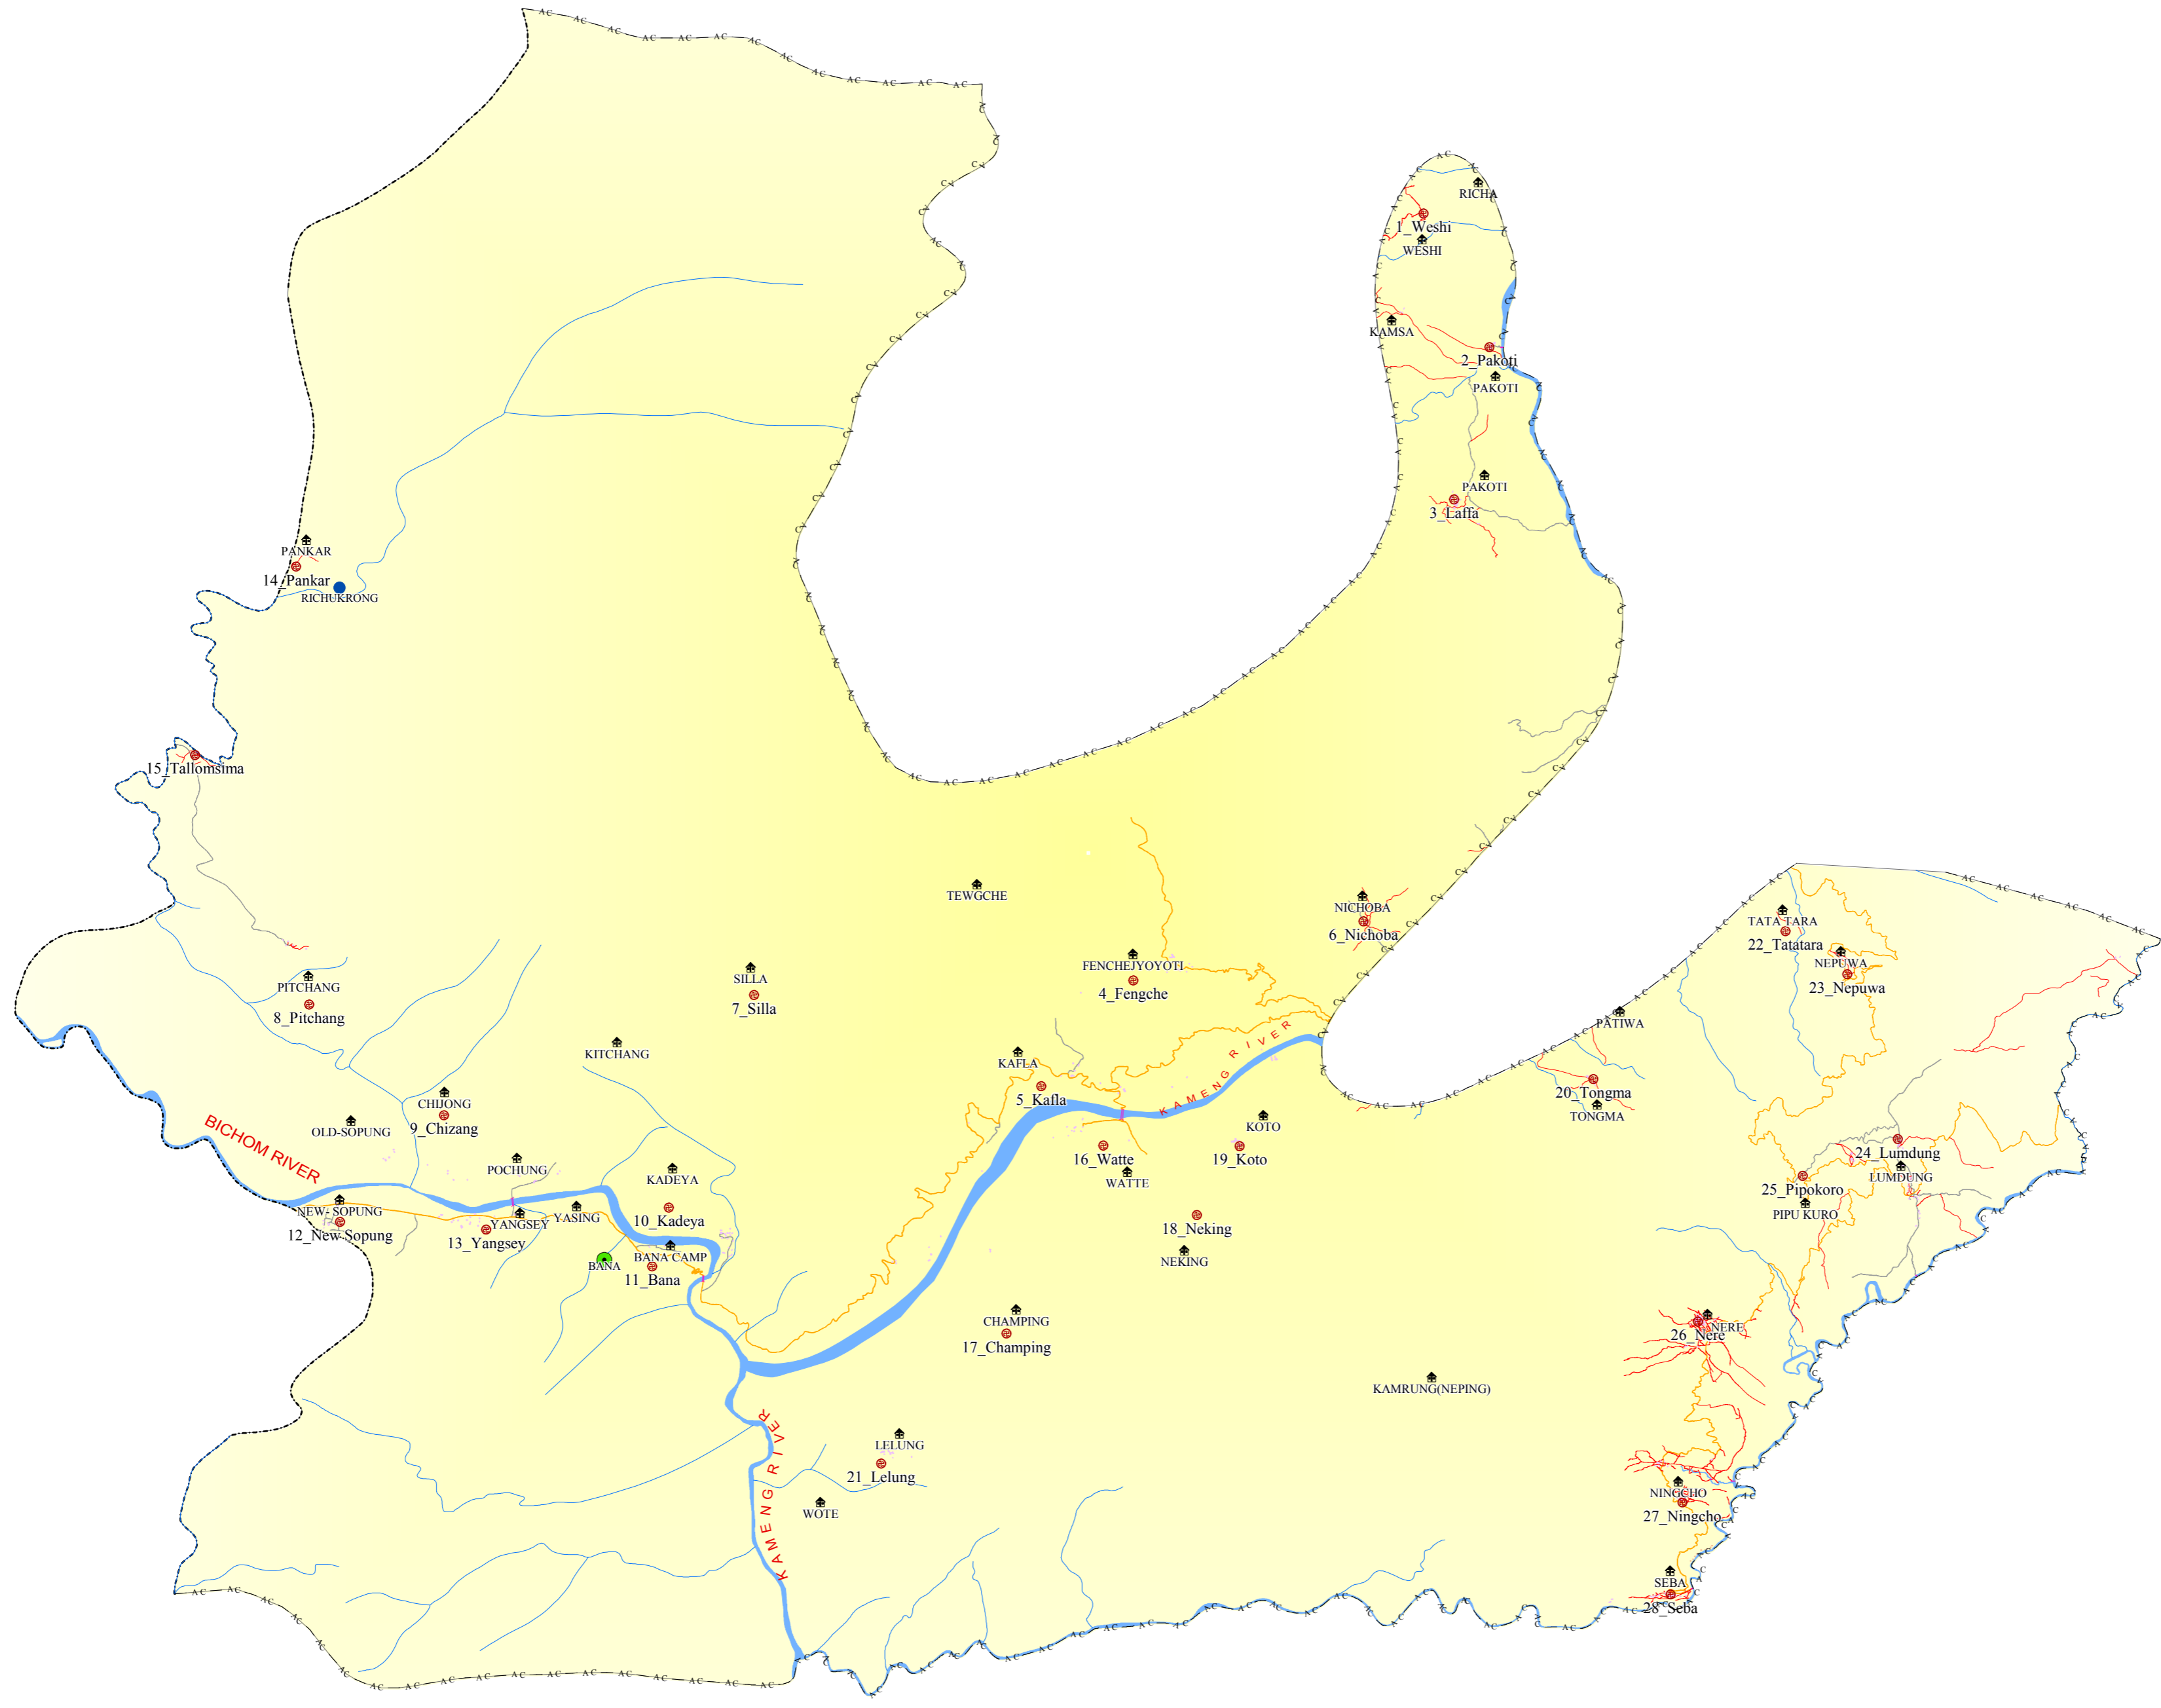 RICHA
1_Weshi
WESHI
KAMSA
2_Pakoti
PAKOTI
PAKOTI
3_Laffa
PANKAR
14_Pankar
RICHUKRONG
15_Tallomsima
TEWGCHE
NICHOBA
6_Nichoba
TATA TARA
22_Tatatara
NEPUWA
23_Nepuwa
FENCHEJYOYOTI
4_Fengche
SILLA
7_Silla
PITCHANG
8_Pitchang
PATIWA
KITCHANG
KAFLA
5_Kafla
KAMENG RIVER
20_Tongma
TONGMA
CHIJONG
9_Chizang
OLD-SOPUNG
BICHOM RIVER
KOTO
19_Koto
16_Watte
WATTE
24_Lumdung
LUMDUNG
25_Pipokoro
PIPU KURO
POCHUNG
KADEYA
10_Kadeya
NEW- SOPUNG
12_New Sopung
YANGSEY
13_Yangsey
YASING
18_Neking
NEKING
BANA
BANA CAMP
11_Bana
CHAMPING
17_Champing
NERE
26_Nere
KAMRUNG(NEPING)
KAMENG RIVER
LELUNG
21_Lelung
WOTE
NINGCHO
27_Ningcho
SEBA
28_Seba